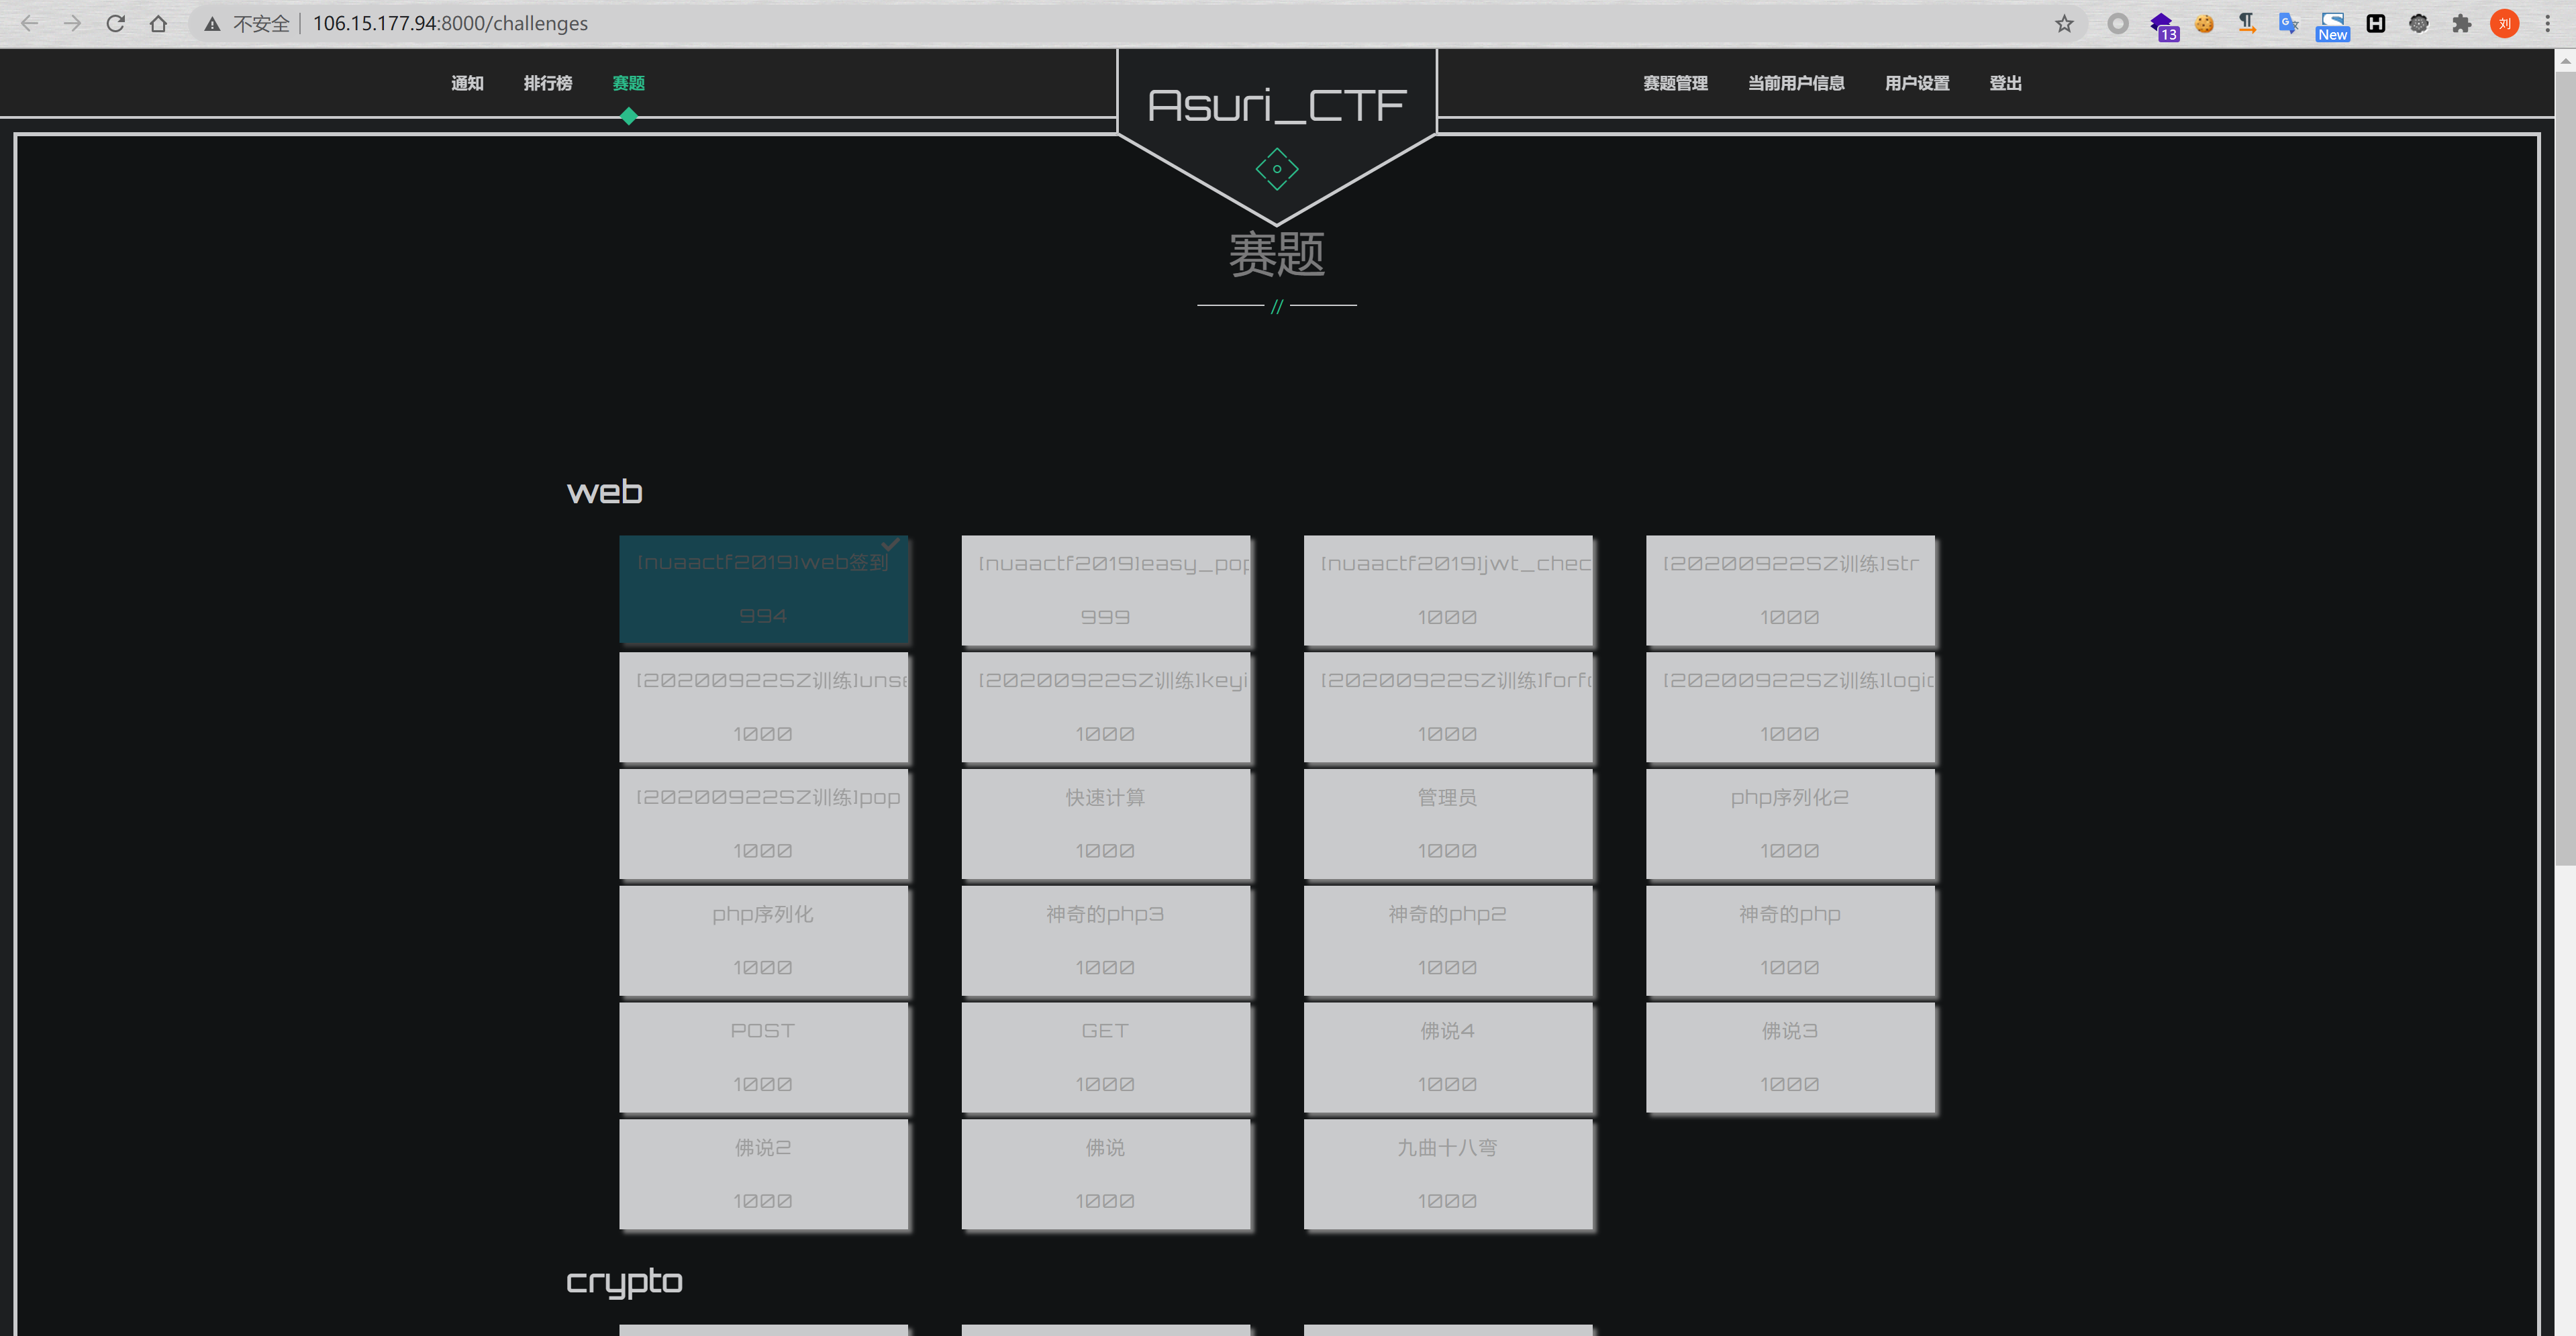 不安全 106.15.177.94:8000/challenges
13
New
刘
通知 排行榜 赛题
Asuri_CTF
赛题管理 当前用户信息 用户设置 登出
赛题
//
web
[nuaactf2019]web签到 [nuaactf2019]easy_pop [nuaactf2019]jwt_chec [20200922SZ训练]str
994 999 1000 1000
[20200922SZ训练]unse [20200922SZ训练]keyi [20200922SZ训练]forfo [20200922SZ训练]logic
1000 1000 1000 1000
[20200922SZ训练]pop 快速计算 管理员 php序列化2
1000 1000 1000 1000
php序列化 神奇的php3 神奇的php2 神奇的php
1000 1000 1000 1000
POST GET 佛说4 佛说3
1000 1000 1000 1000
佛说2 佛说 九曲十八弯
1000 1000 1000
crypto